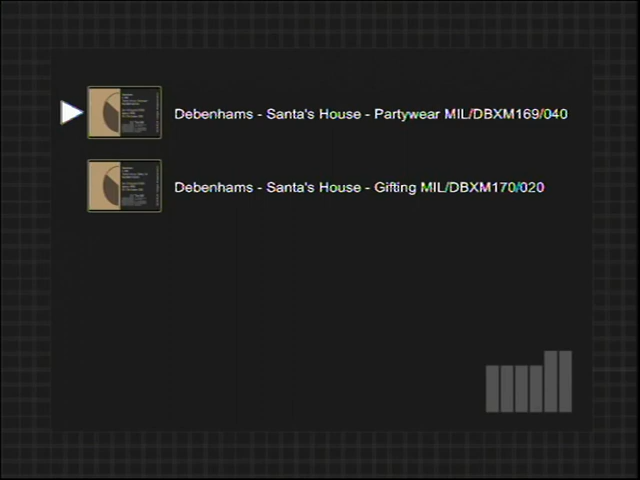 Debenhams - Santa's House - Partywear MIL/DBXM169/040
Debenhams - Santa's House - Gifting MIL/DBXM170/020